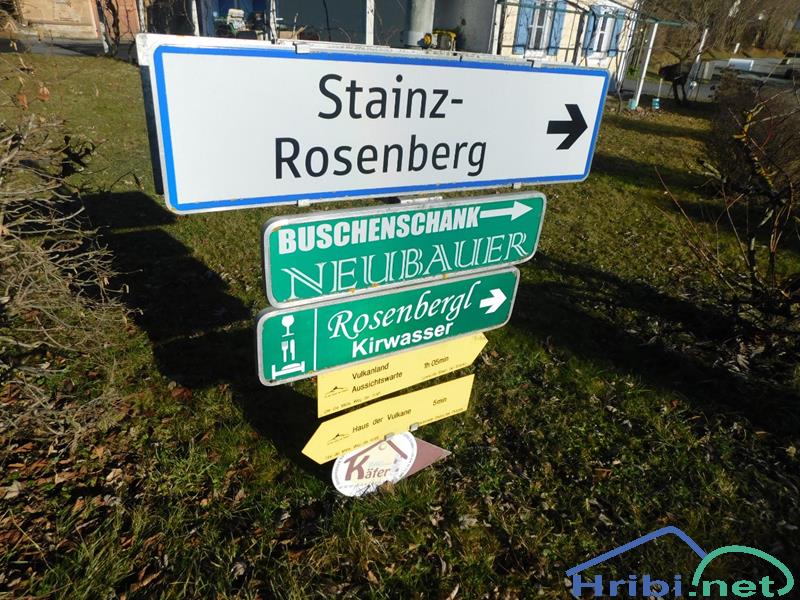 Stainz-
Rosenberg
BUSCHENSCHANK
NEUBAUER
Rosenbergl
Kirwasser
Vulkanland
Aussichtswarte 1h 05min
Haus der Vulkane 5min
Käfer
Hribi.net